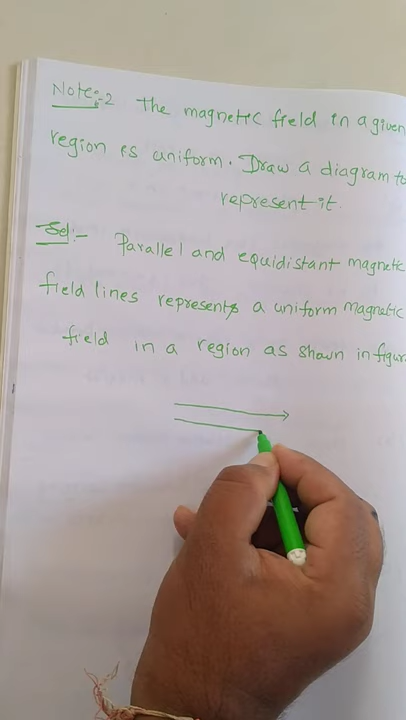 Note:-2 The magnetic field in a given
region is uniform. Draw a diagram to
represent it.
Sol:- Parallel and equidistant magnetic
field lines represents a uniform magnetic
field in a region as shown in figur